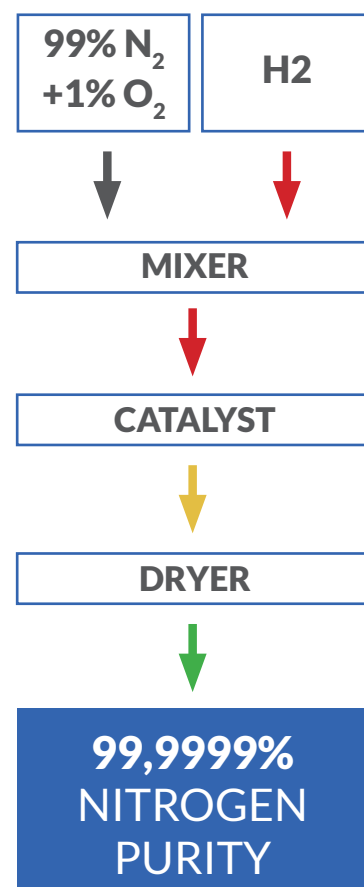 99% N₂
+1% O₂
H2
MIXER
CATALYST
DRYER
99,9999%
NITROGEN
PURITY